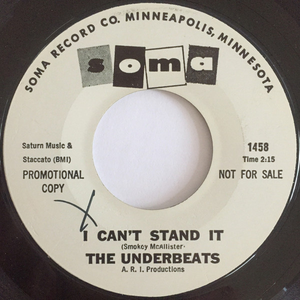 SOMA RECORD CO. MINNEAPOLIS, MINNESOTA
soma
Saturn Music &
Staccato (BMI)
PROMOTIONAL
COPY
1458
Time 2:15
NOT FOR SALE
I CAN'T STAND IT
(Smokey McAllister)
THE UNDERBEATS
A. R. I. Productions